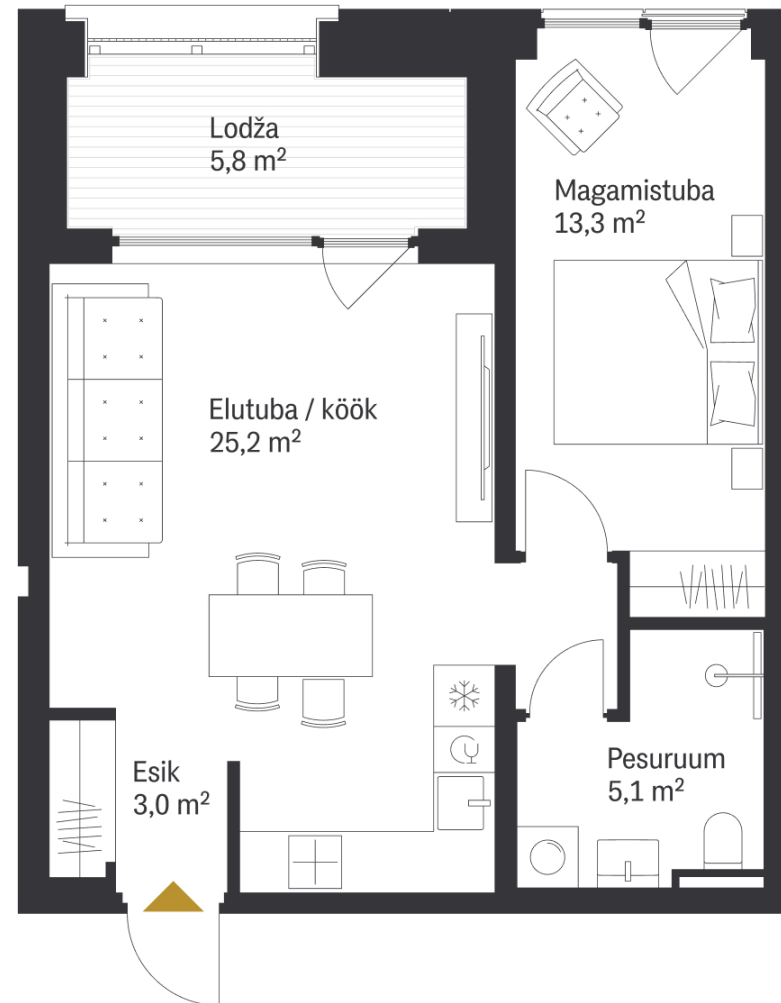 Lodža
5,8 m²
Magamistuba
13,3 m²
Elutuba / köök
25,2 m²
Esik
3,0 m²
Pesuruum
5,1 m²